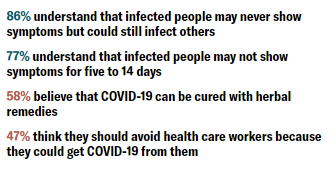 86% understand that infected people may never show
symptoms but could still infect others
77% understand that infected people may not show
symptoms for five to 14 days
58% believe that COVID-19 can be cured with herbal
remedies
47% think they should avoid health care workers because
they could get COVID-19 from them